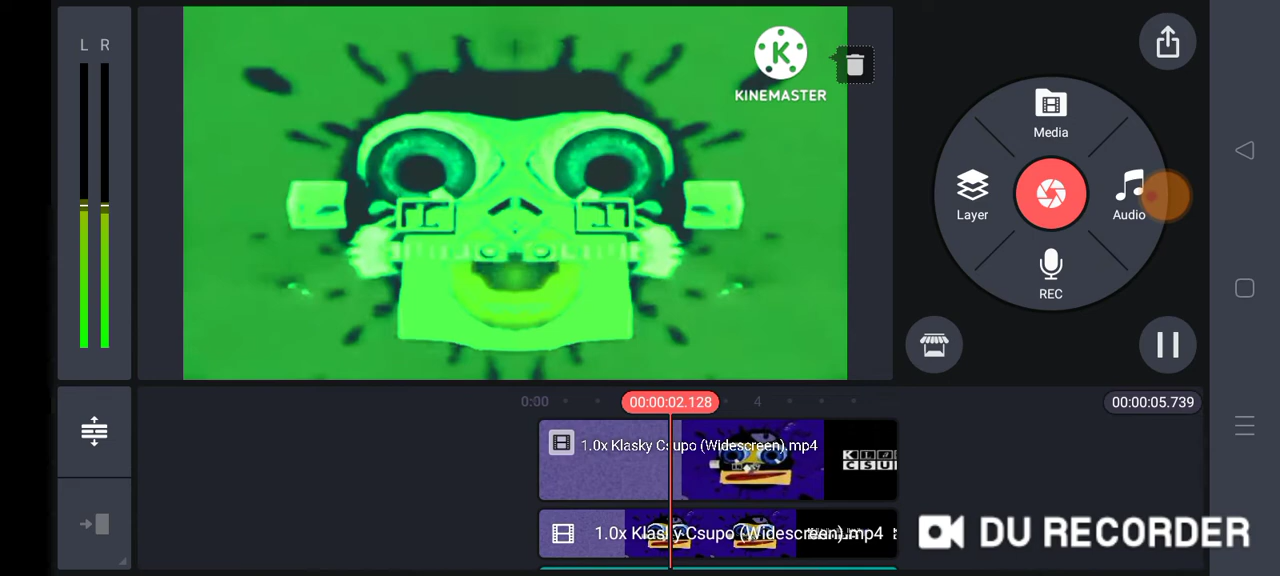 L R
KINEMASTER
Media
Layer
Audio
REC
0:00
00:00:02.128
4
00:00:05.739
1.0x Klasky Csupo (Widescreen).mp4
1.0x Klasky Csupo (Widescreen).mp4
DU RECORDER